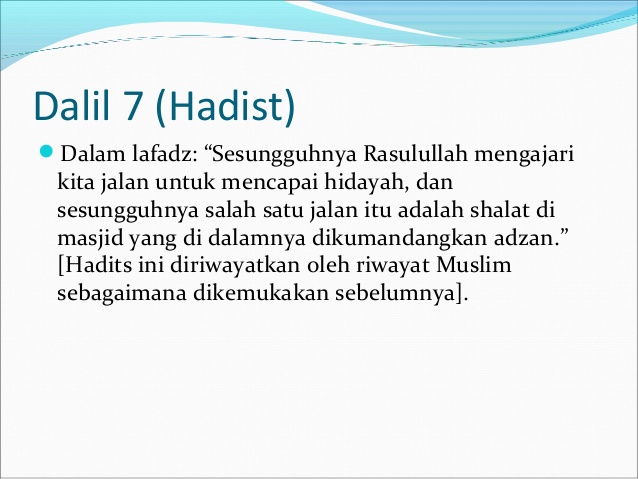 Dalil 7 (Hadist)
Dalam lafadz: “Sesungguhnya Rasulullah mengajari
kita jalan untuk mencapai hidayah, dan
sesungguhnya salah satu jalan itu adalah shalat di
masjid yang di dalamnya dikumandangkan adzan.”
[Hadits ini diriwayatkan oleh riwayat Muslim
sebagaimana dikemukakan sebelumnya].